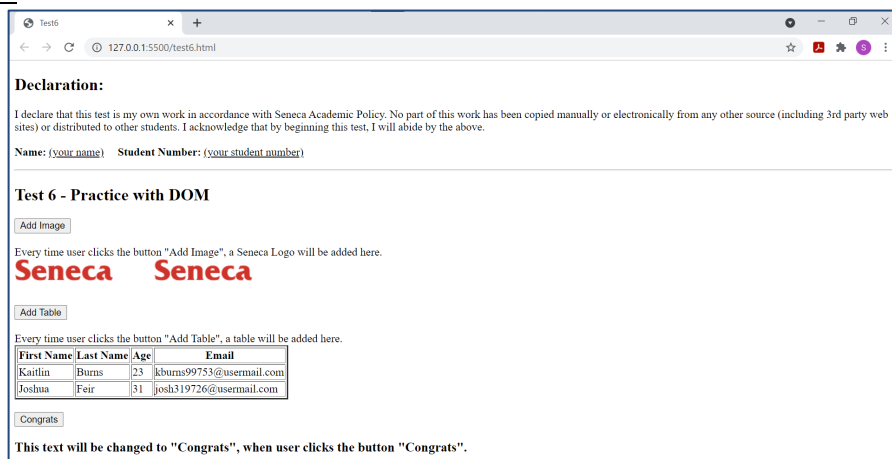 Test6
127.0.0.1:5500/test6.html
S
Declaration:
I declare that this test is my own work in accordance with Seneca Academic Policy. No part of this work has been copied manually or electronically from any other source (including 3rd party web
sites) or distributed to other students. I acknowledge that by beginning this test, I will abide by the above.
Name: (your name) Student Number: (your student number)
Test 6 - Practice with DOM
Add Image
Every time user clicks the button "Add Image", a Seneca Logo will be added here.
Seneca Seneca
Add Table
Every time user clicks the button "Add Table", a table will be added here.
First Name Last Name Age Email
Kaitlin Burns 23 kburns99753@usermail.com
Joshua Feir 31 josh319726@usermail.com
Congrats
This text will be changed to "Congrats", when user clicks the button "Congrats".